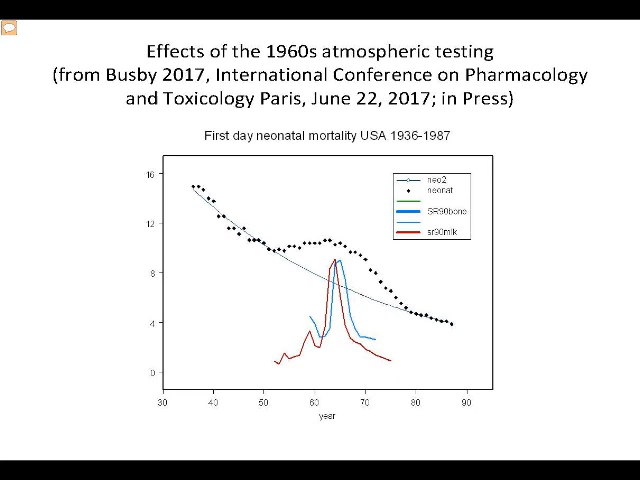 Effects of the 1960s atmospheric testing
(from Busby 2017, International Conference on Pharmacology
and Toxicology Paris, June 22, 2017; in Press)
First day neonatal mortality USA 1936-1987
neo2
neonat
SR90bono
sr90mlk
16
12
8
4
0
30 40 50 60 70 80 90
year